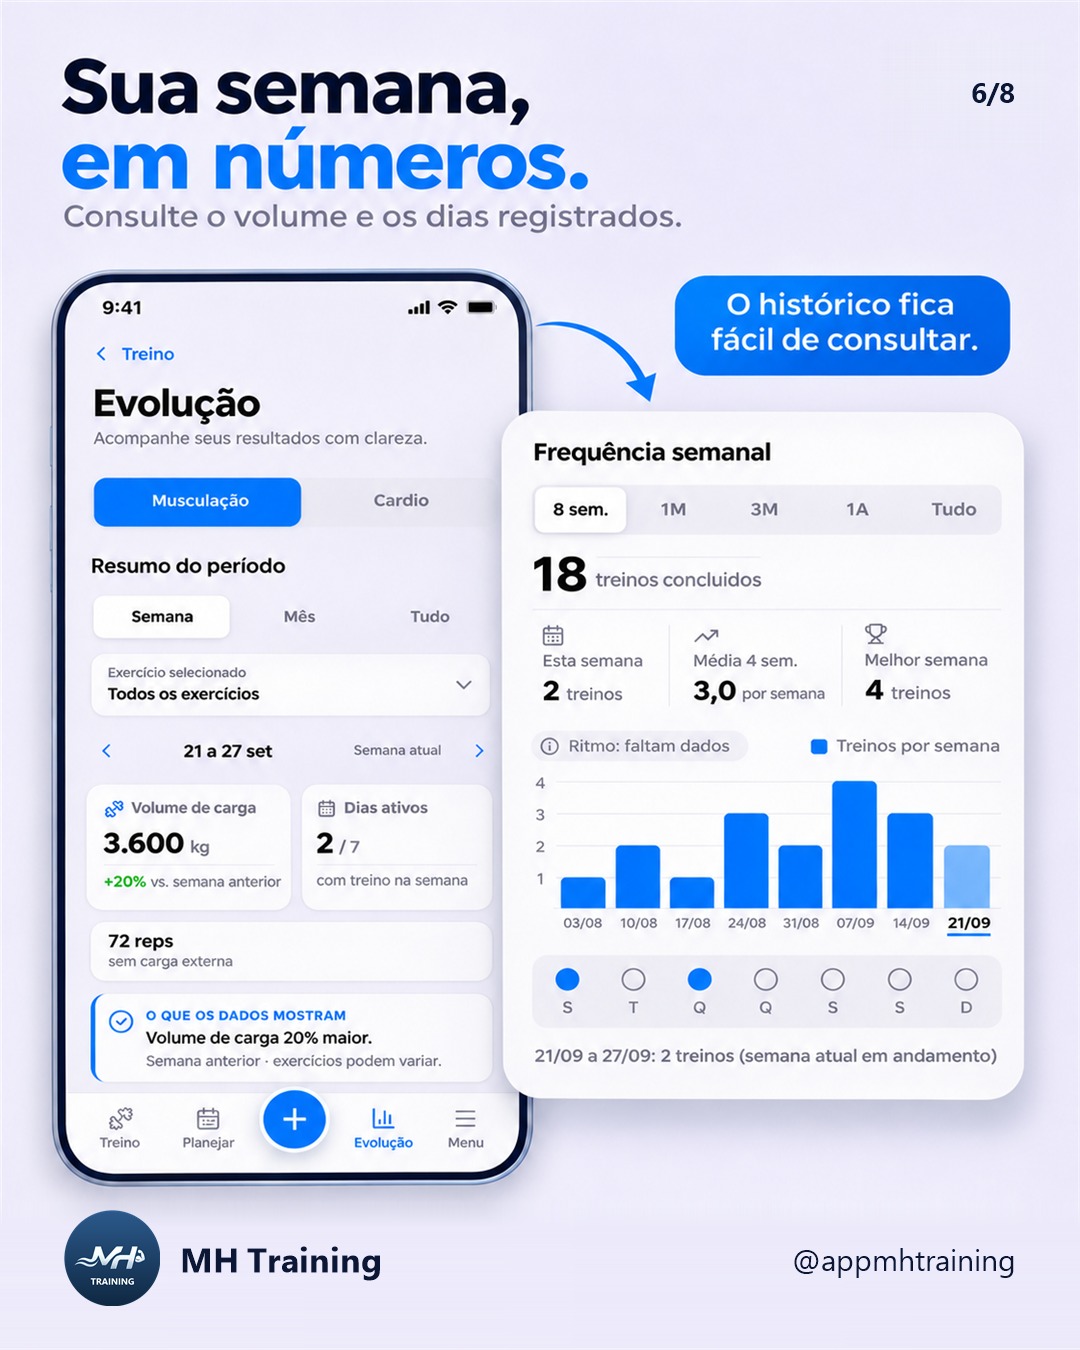 Sua semana,
em números.
Consulte o volume e os dias registrados.
6/8
9:41
Treino
Evolução
Acompanhe seus resultados com clareza.
Musculação Cardio
Resumo do período
Semana Mês Tudo
Exercício selecionado
Todos os exercícios
21 a 27 set Semana atual
Volume de carga
3.600 kg
+20% vs. semana anterior
Dias ativos
2 / 7
com treino na semana
72 reps
sem carga externa
O QUE OS DADOS MOSTRAM
Volume de carga 20% maior.
Semana anterior · exercícios podem variar.
Treino Planejar + Evolução Menu
O histórico fica
fácil de consultar.
Frequência semanal
8 sem. 1M 3M 1A Tudo
18 treinos concluidos
Esta semana
2 treinos
Média 4 sem.
3,0 por semana
Melhor semana
4 treinos
Ritmo: faltam dados
Treinos por semana
4
3
2
1
03/08 10/08 17/08 24/08 31/08 07/09 14/09 21/09
S T Q Q S S D
21/09 a 27/09: 2 treinos (semana atual em andamento)
MH
TRAINING
MH Training
@appmhtraining